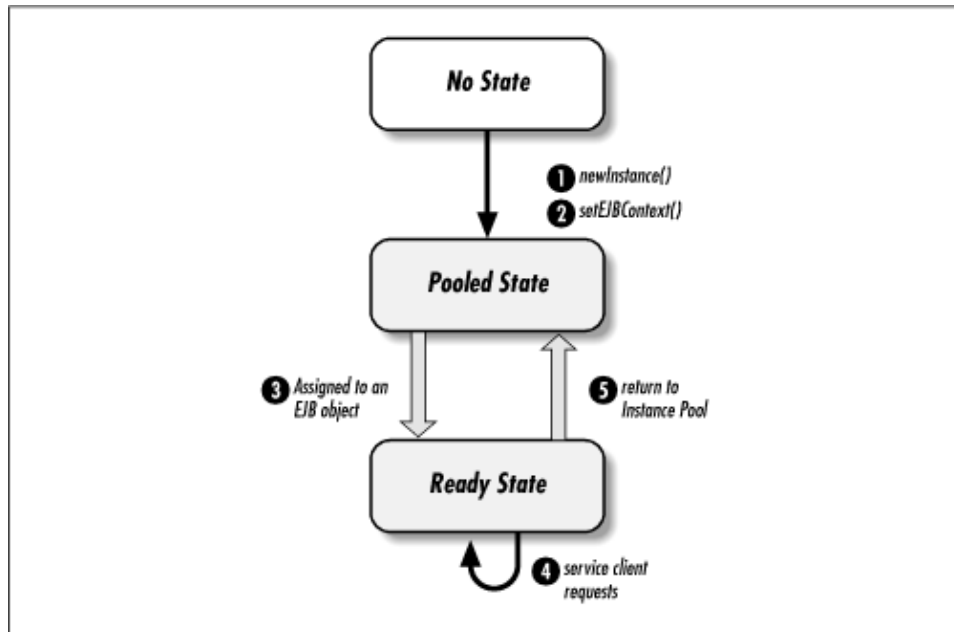 No State
1 newInstance()
2 setEJBContext()
Pooled State
3 Assigned to an
EJB object
5 return to
Instance Pool
Ready State
4 service client
requests